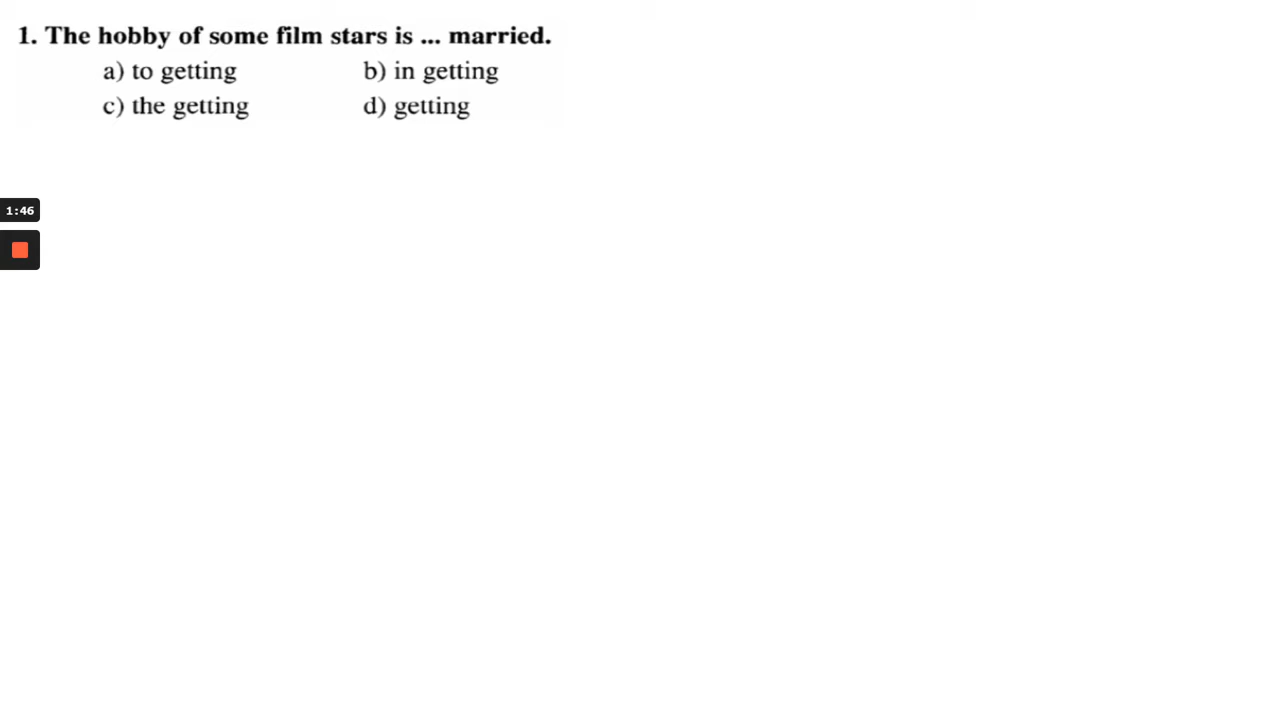 1. The hobby of some film stars is ... married.
a) to getting b) in getting
c) the getting d) getting
1:46